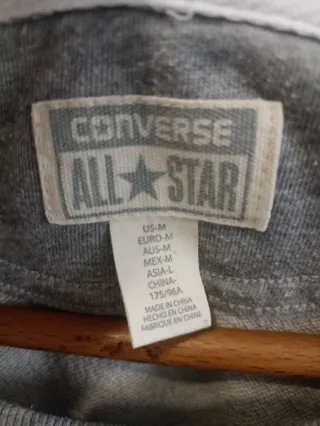 CONVERSE
ALL★STAR
US-M
EURO-M
AUS-M
MEX-M
ASIA-L
CHINA-
175/96A
MADE IN CHINA
HECHO EN CHINA
FABRIQUE EN CHINE